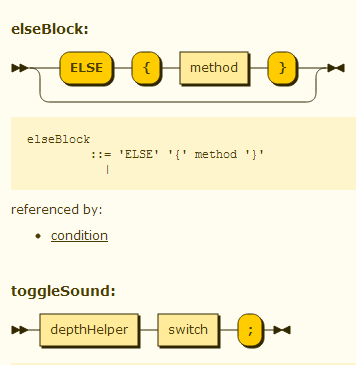 elseBlock:
ELSE { method }
elseBlock
::= 'ELSE' '{' method '}'
|
referenced by:
condition
toggleSound:
depthHelper switch ;